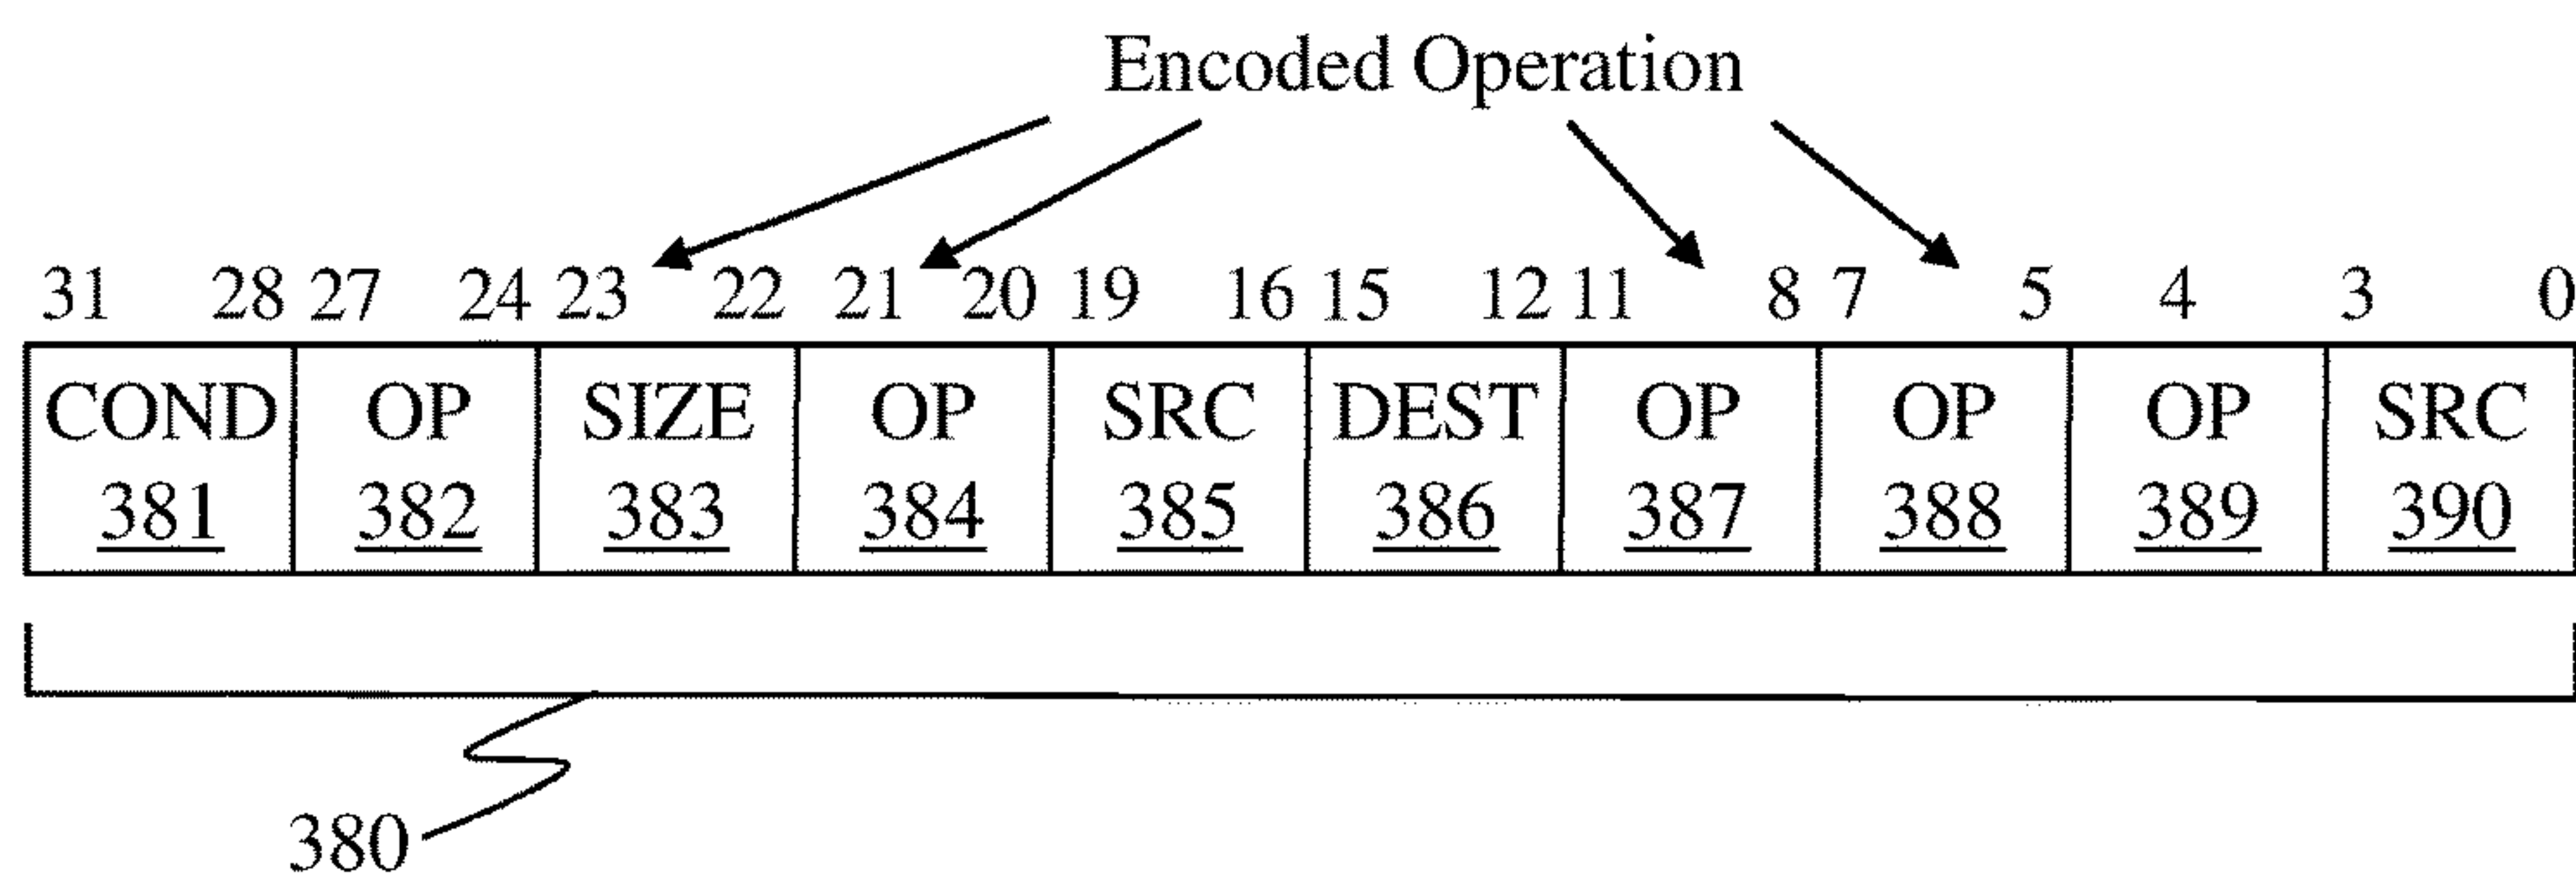 Encoded Operation
31 28 27 24 23 22 21 20 19 16 15 12 11 8 7 5 4 3 0
COND OP SIZE OP SRC DEST OP OP OP SRC
381 382 383 384 385 386 387 388 389 390
380